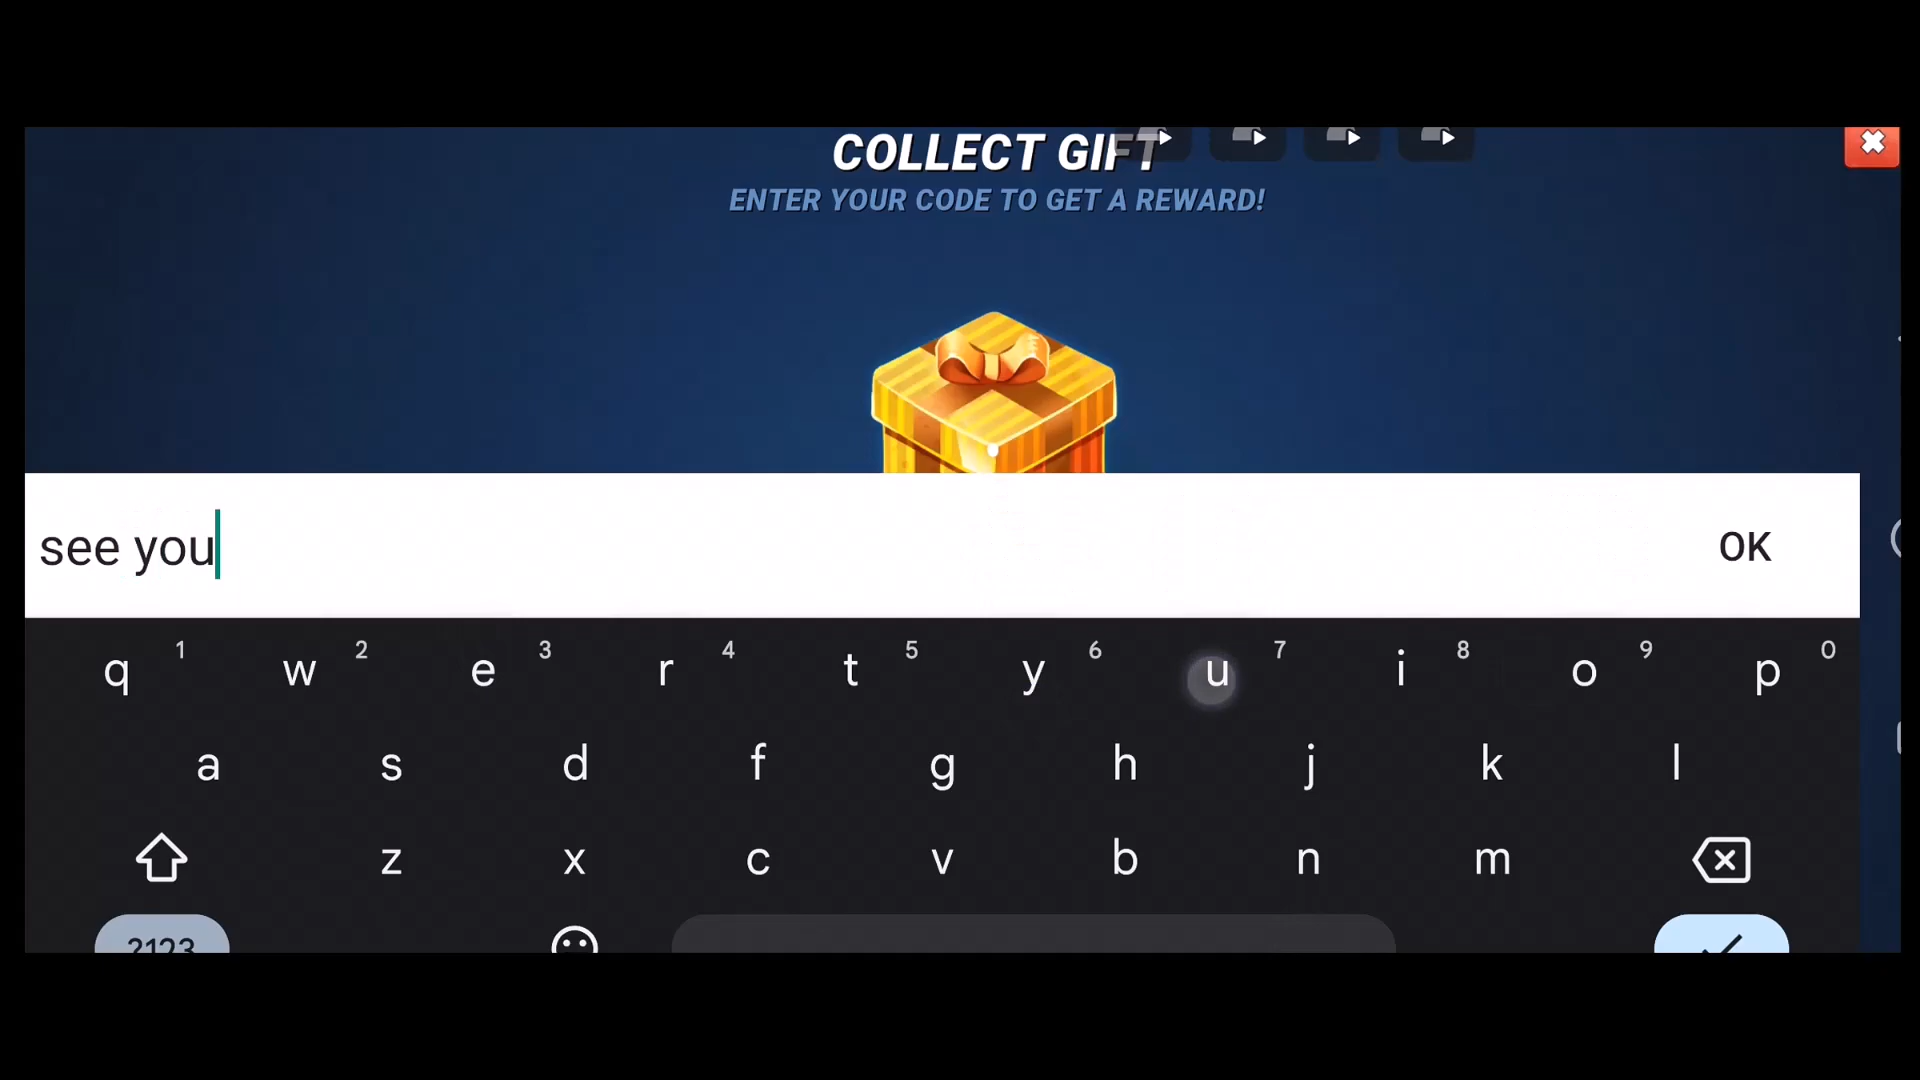 COLLECT GIFT
ENTER YOUR CODE TO GET A REWARD!
see you
OK
q 1 w 2 e 3 r 4 t 5 y 6 u 7 i 8 o 9 p 0
a s d f g h j k l
z x c v b n m
?123